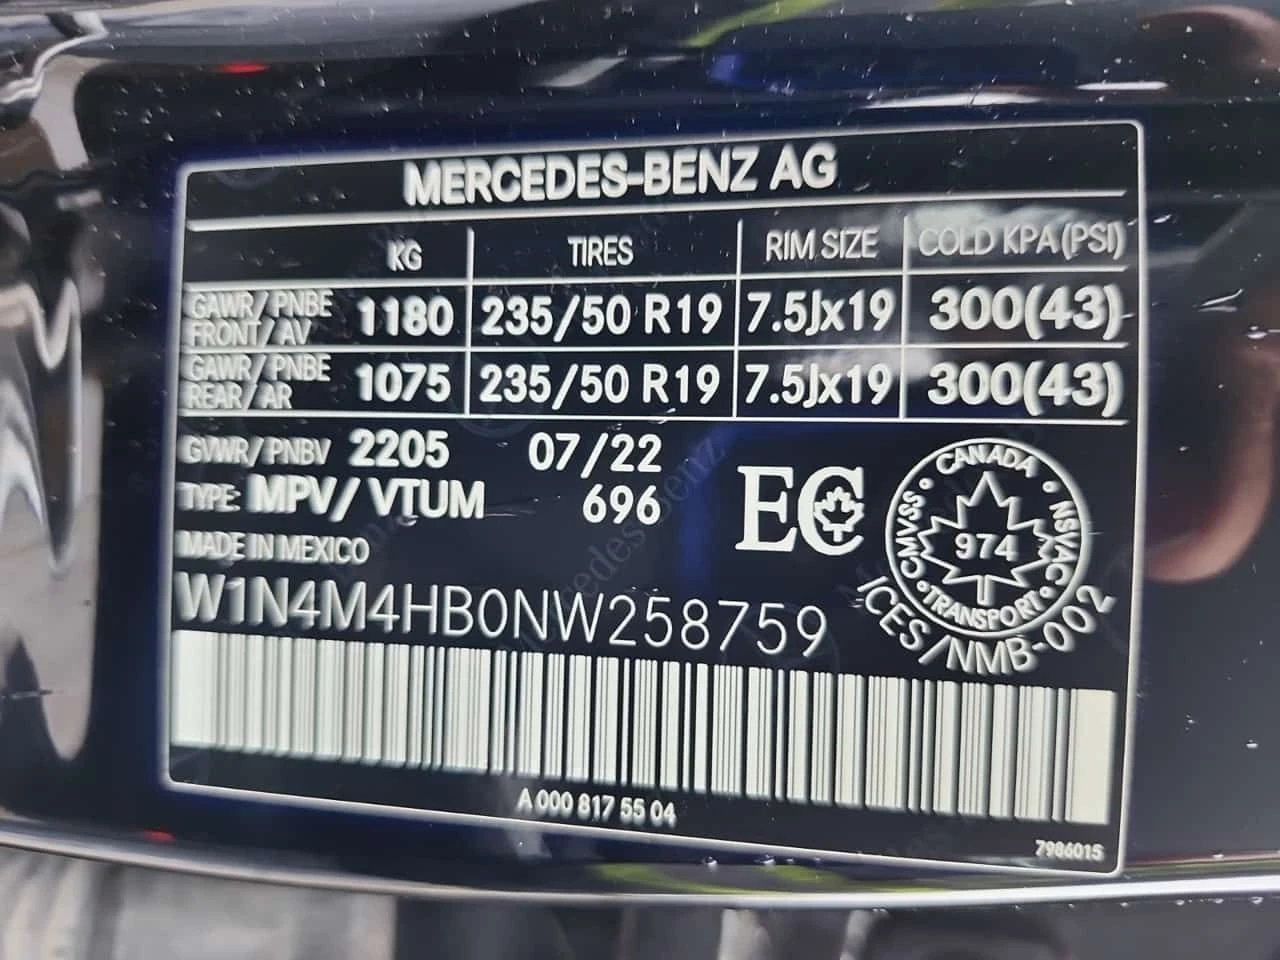 MERCEDES-BENZ AG
KG TIRES RIM SIZE COLD KPA (PSI)
GAWR/PNBE FRONT/AV 1180 235/50 R19 7.5Jx19 300(43)
GAWR/PNBE REAR/AR 1075 235/50 R19 7.5Jx19 300(43)
GVWR/PNBV 2205 07/22
TYPE: MPV/VTUM 696
EC
MADE IN MEXICO
W1N4M4HB0NW258759
CANADA
CMVSS • NSVAC
974
TRANSPORT
ICES/NMB-002
A 000 817 55 04
7986015
Mercedes-Benz